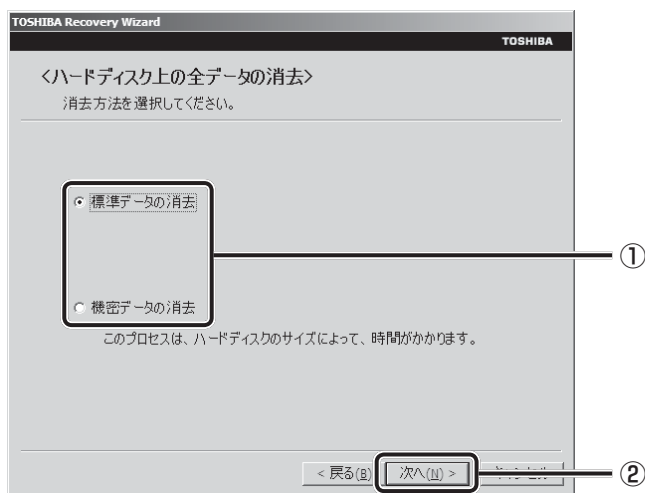 TOSHIBA Recovery Wizard
TOSHIBA
<ハードディスク上の全データの消去>
消去方法を選択してください。
標準データの消去
①
機密データの消去
このプロセスは、ハードディスクのサイズによって、時間がかかります。
< 戻る(B) 次へ(N) > ②